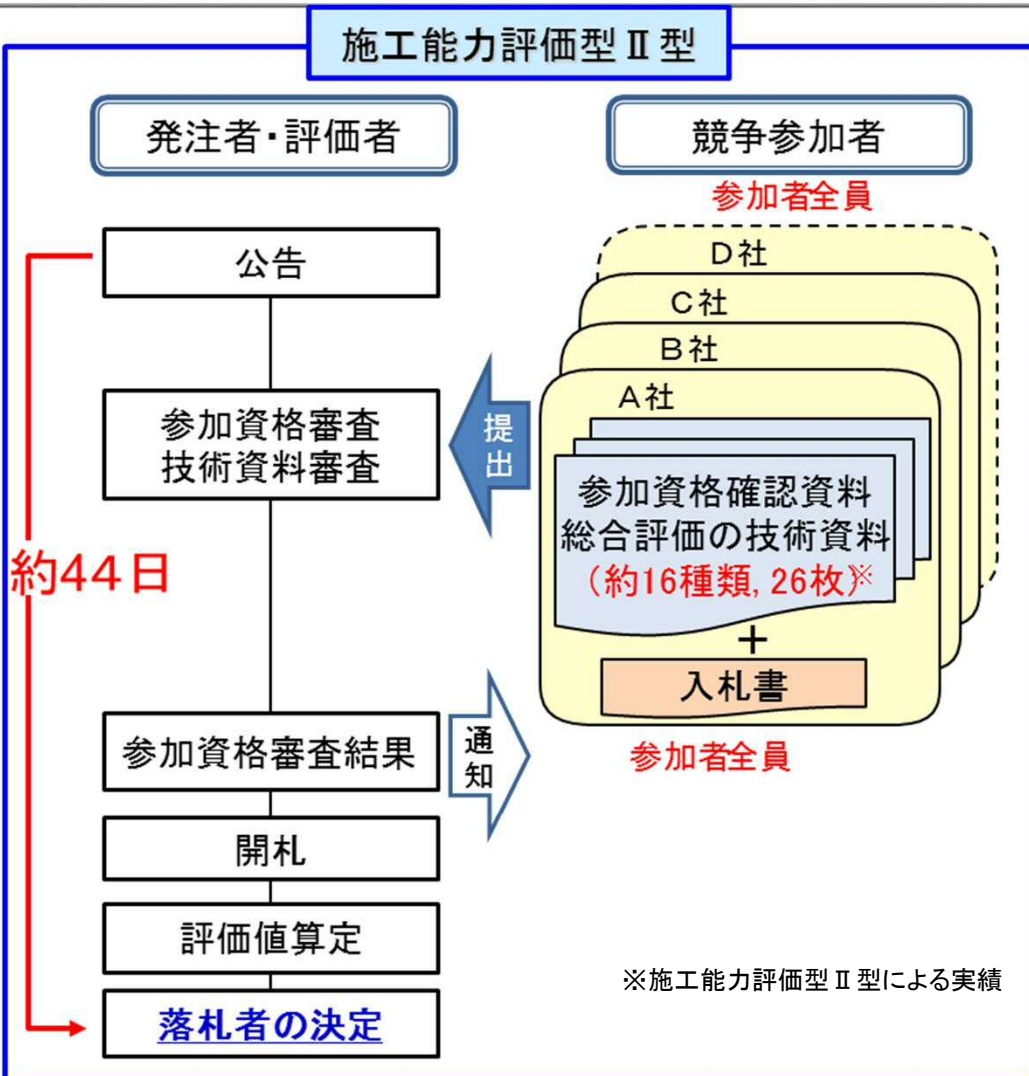 施工能力評価型Ⅱ型
発注者・評価者
競争参加者
参加者全員
公告
D社
C社
B社
A社
参加資格審査
技術資料審査
提出
参加資格確認資料
総合評価の技術資料
(約16種類,26枚)※
+
入札書
約44日
参加資格審査結果
通知
参加者全員
開札
評価値算定
※施工能力評価型Ⅱ型による実績
落札者の決定